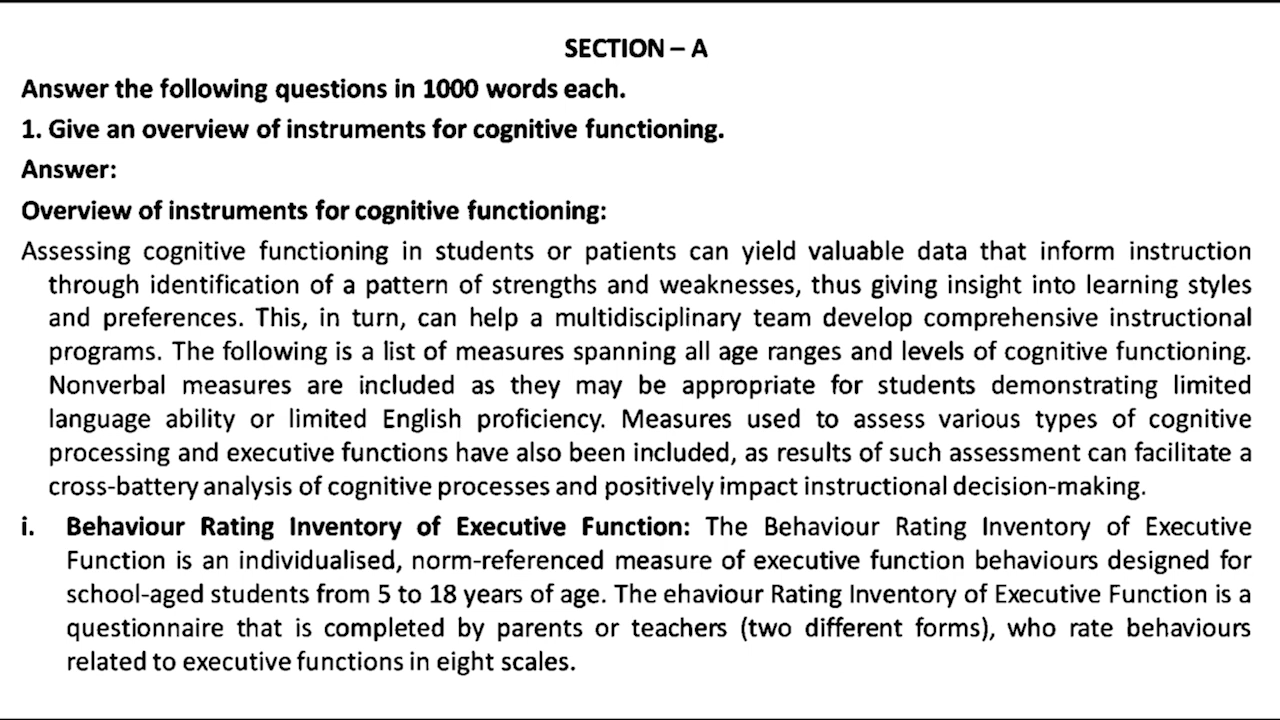 SECTION – A
Answer the following questions in 1000 words each.
1. Give an overview of instruments for cognitive functioning.
Answer:
Overview of instruments for cognitive functioning:
Assessing cognitive functioning in students or patients can yield valuable data that inform instruction
through identification of a pattern of strengths and weaknesses, thus giving insight into learning styles
and preferences. This, in turn, can help a multidisciplinary team develop comprehensive instructional
programs. The following is a list of measures spanning all age ranges and levels of cognitive functioning.
Nonverbal measures are included as they may be appropriate for students demonstrating limited
language ability or limited English proficiency. Measures used to assess various types of cognitive
processing and executive functions have also been included, as results of such assessment can facilitate a
cross-battery analysis of cognitive processes and positively impact instructional decision-making.
i. Behaviour Rating Inventory of Executive Function: The Behaviour Rating Inventory of Executive
Function is an individualised, norm-referenced measure of executive function behaviours designed for
school-aged students from 5 to 18 years of age. The ehaviour Rating Inventory of Executive Function is a
questionnaire that is completed by parents or teachers (two different forms), who rate behaviours
related to executive functions in eight scales.